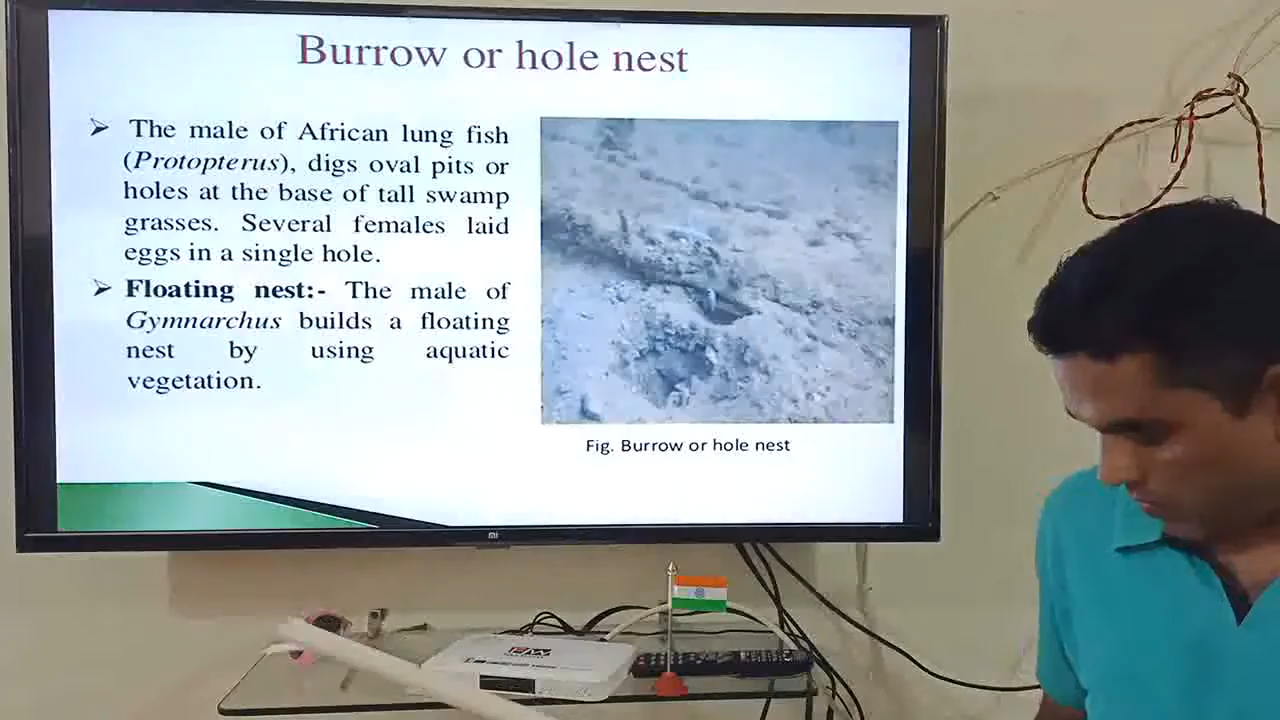 Burrow or hole nest
The male of African lung fish
(Protopterus), digs oval pits or
holes at the base of tall swamp
grasses. Several females laid
eggs in a single hole.
Floating nest:- The male of
Gymnarchus builds a floating
nest by using aquatic
vegetation.
Fig. Burrow or hole nest
mi